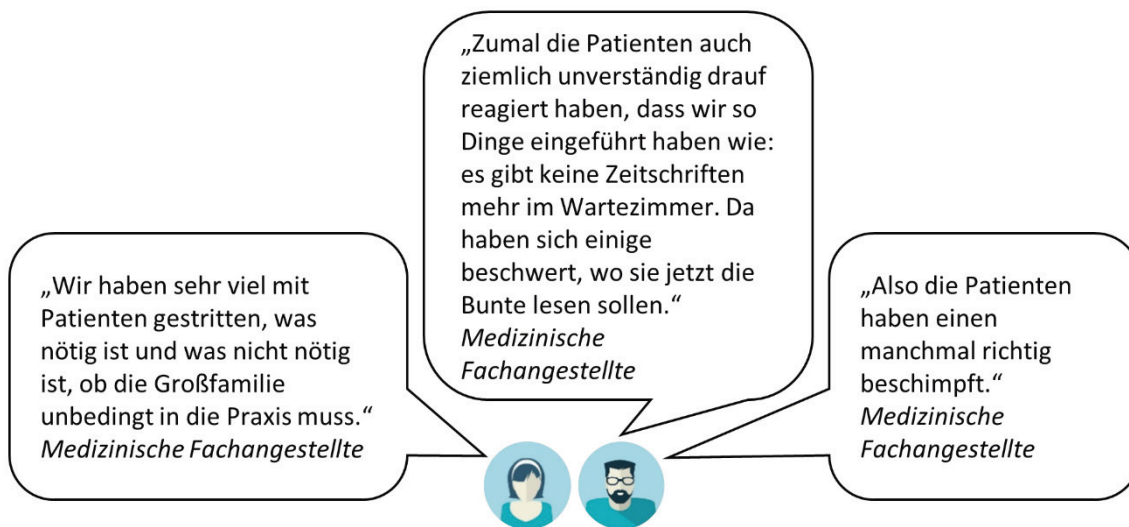 „Wir haben sehr viel mit
Patienten gestritten, was
nötig ist und was nicht nötig
ist, ob die Großfamilie
unbedingt in die Praxis muss.“
Medizinische Fachangestellte
„Zumal die Patienten auch
ziemlich unverständig drauf
reagiert haben, dass wir so
Dinge eingeführt haben wie:
es gibt keine Zeitschriften
mehr im Wartezimmer. Da
haben sich einige
beschwert, wo sie jetzt die
Bunte lesen sollen.“
Medizinische
Fachangestellte
„Also die Patienten
haben einen
manchmal richtig
beschimpft.“
Medizinische
Fachangestellte